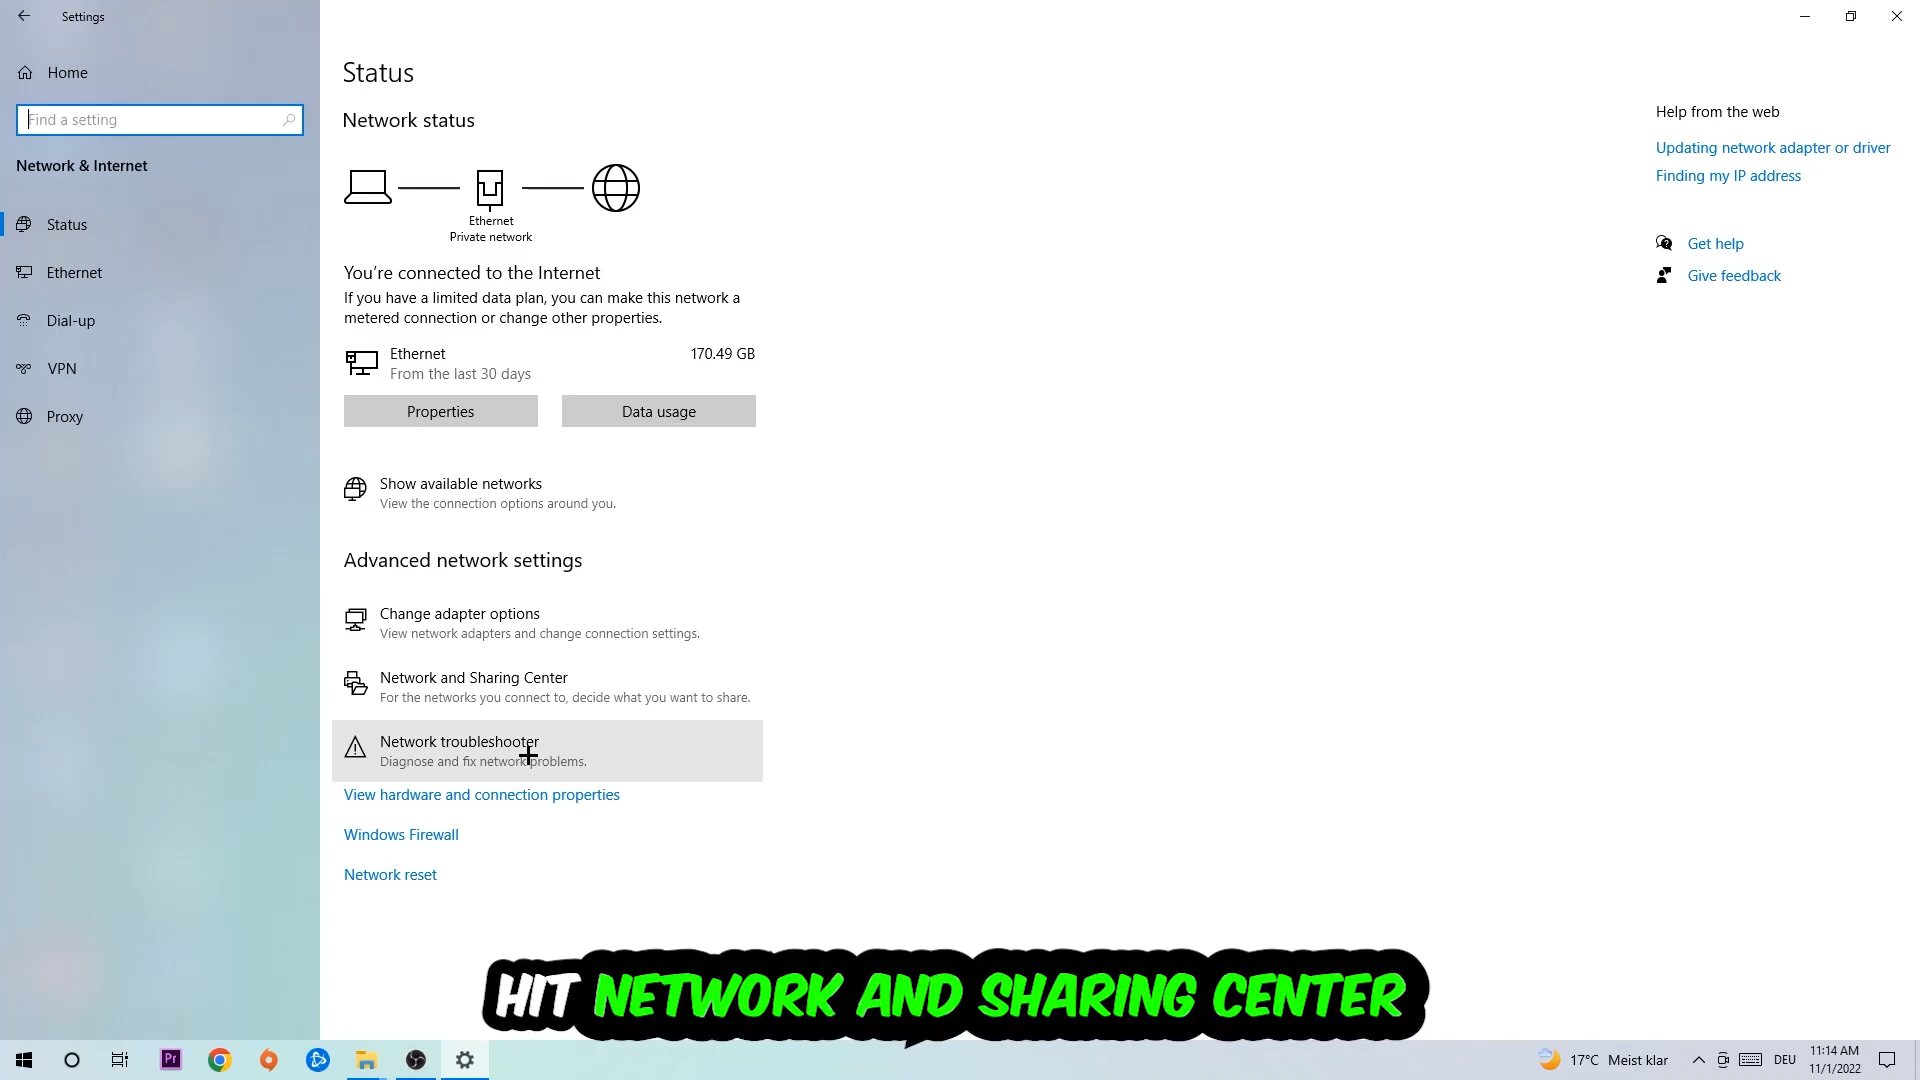 Settings
Home
Find a setting
Network & Internet
Status
Ethernet
Dial-up
VPN
Proxy
Status
Network status
Ethernet
Private network
You're connected to the Internet
If you have a limited data plan, you can make this network a
metered connection or change other properties.
Ethernet 170.49 GB
From the last 30 days
Properties Data usage
Show available networks
View the connection options around you.
Advanced network settings
Change adapter options
View network adapters and change connection settings.
Network and Sharing Center
For the networks you connect to, decide what you want to share.
Network troubleshooter
Diagnose and fix network problems.
View hardware and connection properties
Windows Firewall
Network reset
Help from the web
Updating network adapter or driver
Finding my IP address
Get help
Give feedback
HIT NETWORK AND SHARING CENTER
Pr
17°C Meist klar
DEU
11:14 AM
11/1/2022